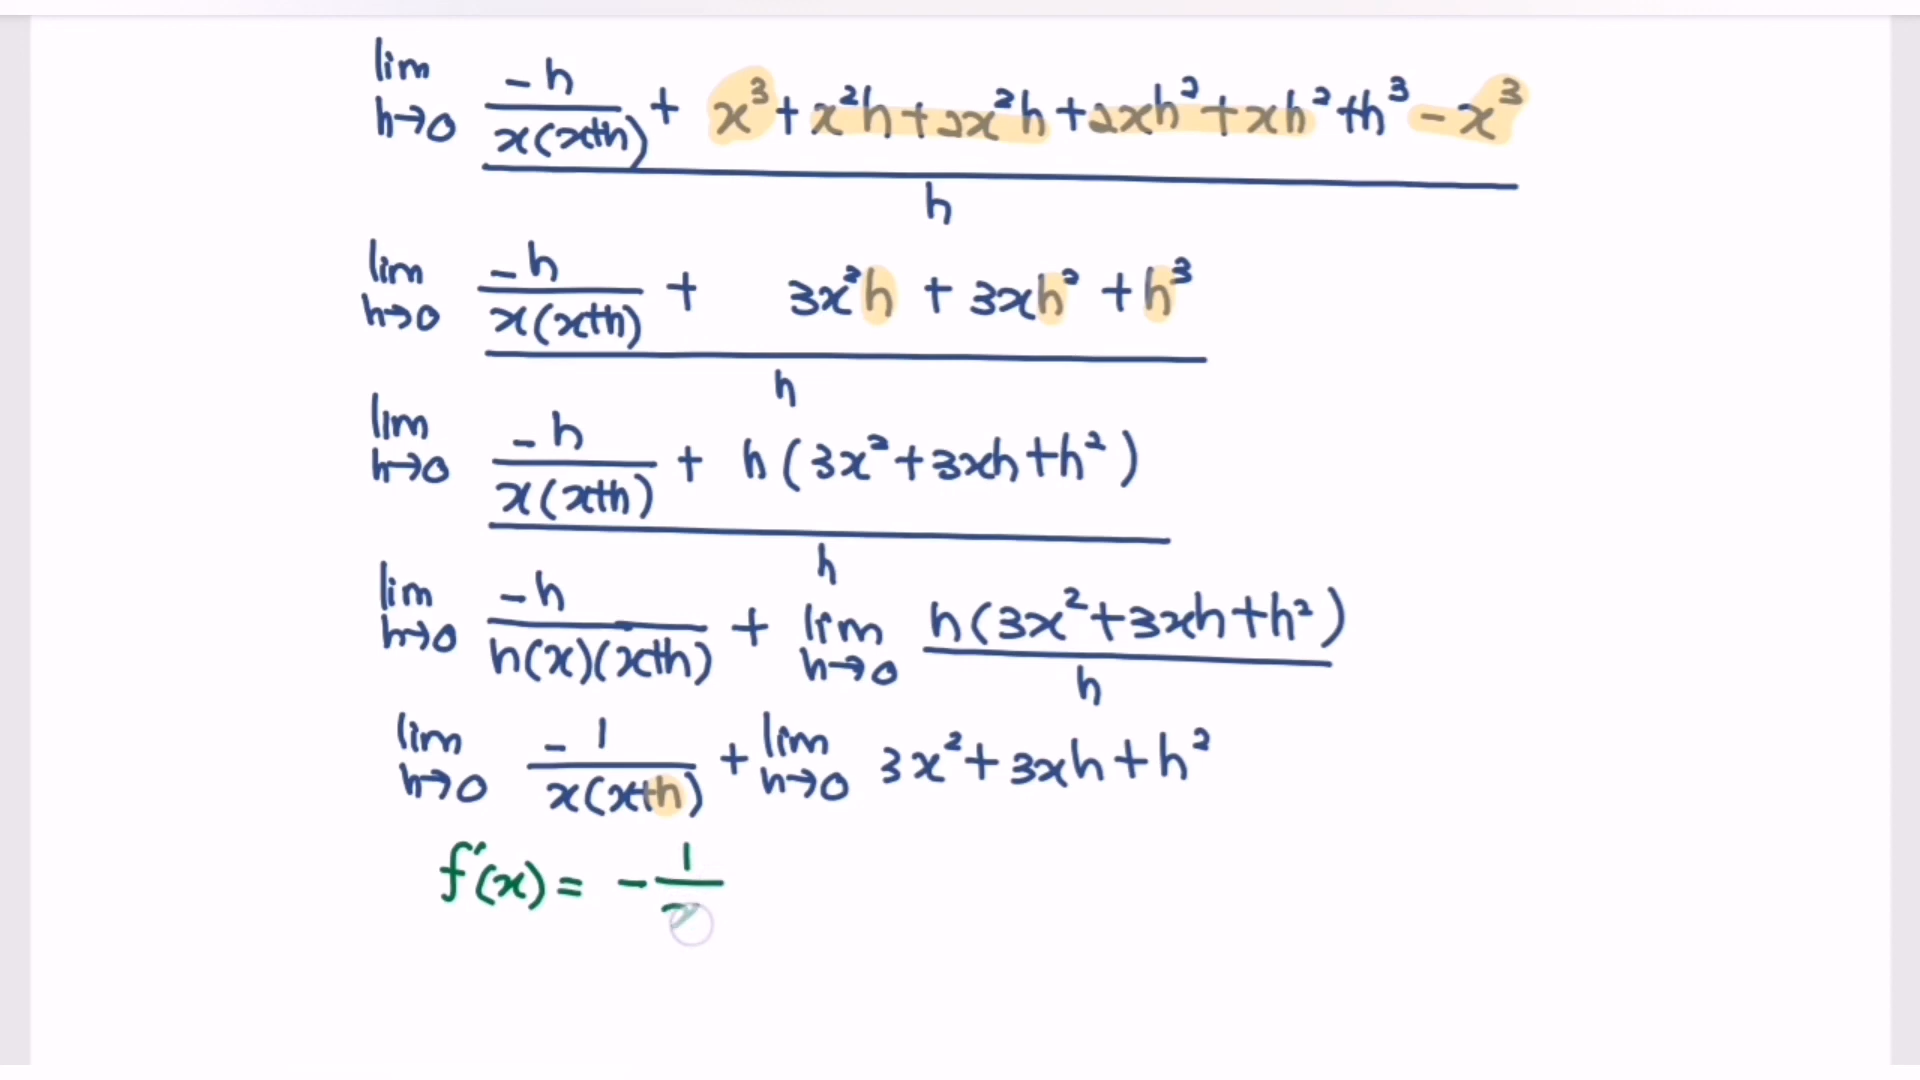 lim h→0 -h/x(x+h) + x³ + x²h + 2x²h + 2xh² + xh² + h³ - x³
h
lim h→0 -h/x(x+h) + 3x²h + 3xh² + h³
h
lim h→0 -h/x(x+h) + h(3x² + 3xh + h²)
h
lim h→0 -h/h(x)(x+h) + lim h→0 h(3x² + 3xh + h²)/h
lim h→0 -1/x(x+h) + lim h→0 3x² + 3xh + h²
f'(x) = - 1/